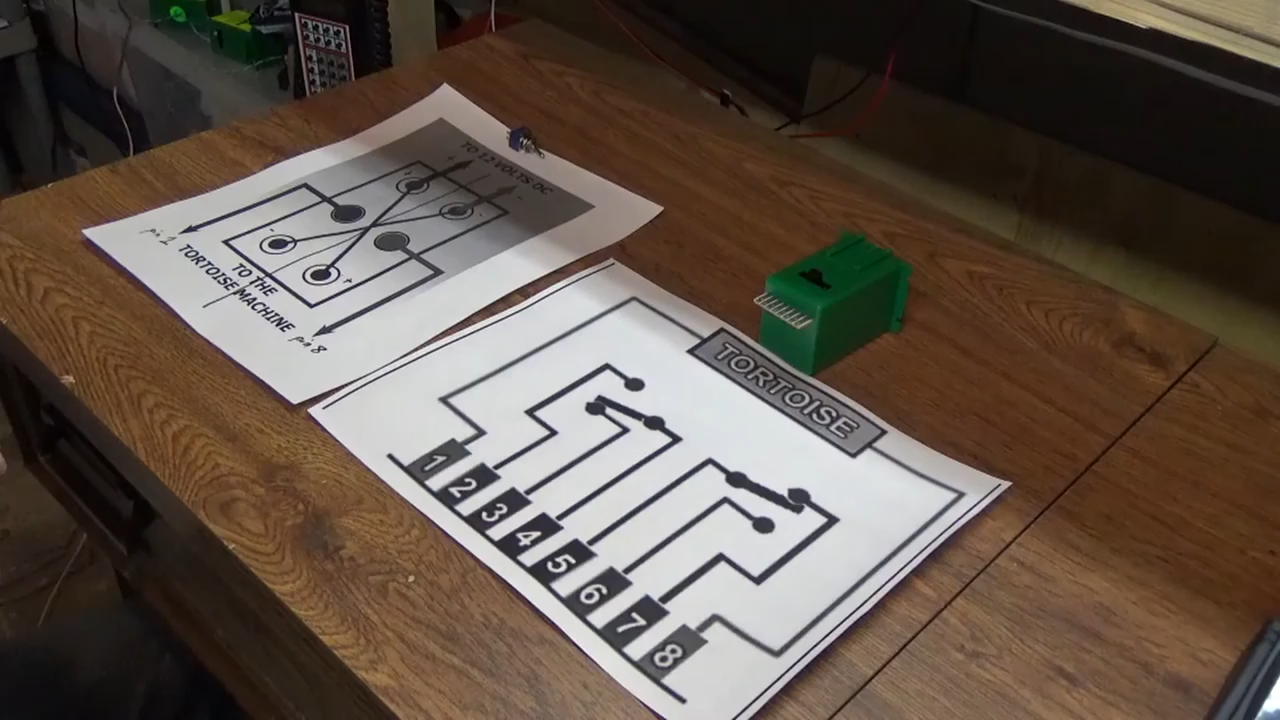 TO 12 VOLTS DC
+
-
+
-
-
+
pin 1
TO THE
TORTOISE MACHINE
pin 8
TORTOISE
1
2
3
4
5
6
7
8